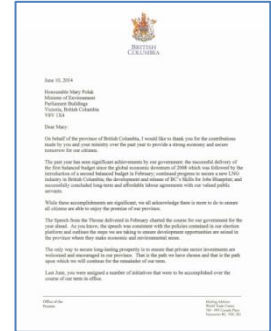 BRITISH
COLUMBIA
June 10, 2014
Honourable Mary Polak
Minister of Environment
Parliament Buildings
Victoria, British Columbia
V8V 1X4
Dear Mary:
On behalf of the province of British Columbia, I would like to thank you for the contributions
made by you and your ministry over the past year to provide a strong economy and secure
tomorrow for our citizens.
The past year has seen significant achievements by our government: the successful delivery of
the first balanced budget since the global economic downturn of 2008 which was followed by the
introduction of a second balanced budget in February; continued progress to secure a new LNG
industry in British Columbia; the development and release of BC's Skills for Jobs Blueprint; and
successfully concluded long-term and affordable labour agreements with our valued public
servants.
While these accomplishments are significant, we all acknowledge there is more to do to ensure
all citizens are able to enjoy the promise of our province.
The Speech from the Throne delivered in February charted the course for our government for the
year ahead. As you know, the speech was consistent with the policies contained in our election
platform and outlines the steps we are taking to ensure development opportunities are seized in
the province where they make economic and environmental sense.
The only way to secure long-lasting prosperity is to ensure that private sector investments are
welcomed and encouraged in our province. That is the path we have chosen and that is the path
upon which we will continue for the remainder of our term.
Last June, you were assigned a number of initiatives that were to be accomplished over the
course of our term in office.
Office of the
Premier
Mailing Address:
World Trade Centre
Canada Place
Vancouver BC